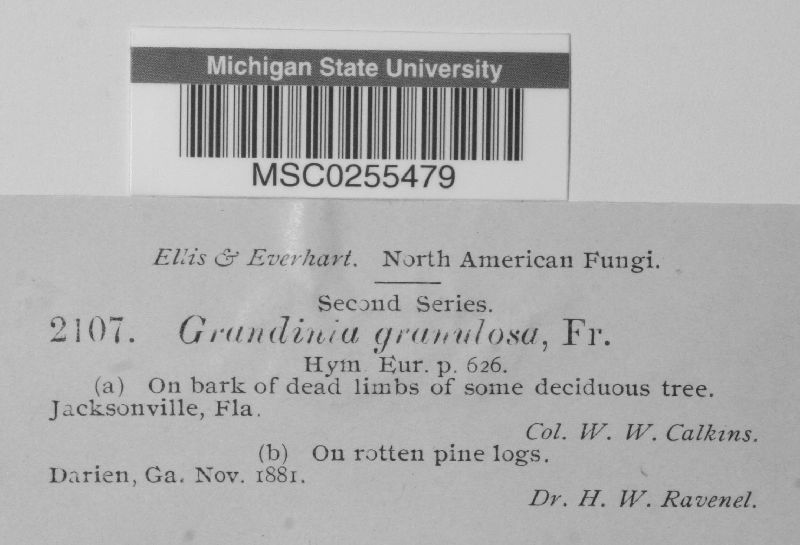 Michigan State University
MSC0255479
Ellis & Everhart. North American Fungi.
Second Series.
2107. Grandinia granulosa, Fr.
Hym Eur. p. 626.
(a) On bark of dead limbs of some deciduous tree.
Jacksonville, Fla.
Col. W. W. Calkins.
(b) On rotten pine logs.
Darien, Ga. Nov. 1881.
Dr. H. W. Ravenel.